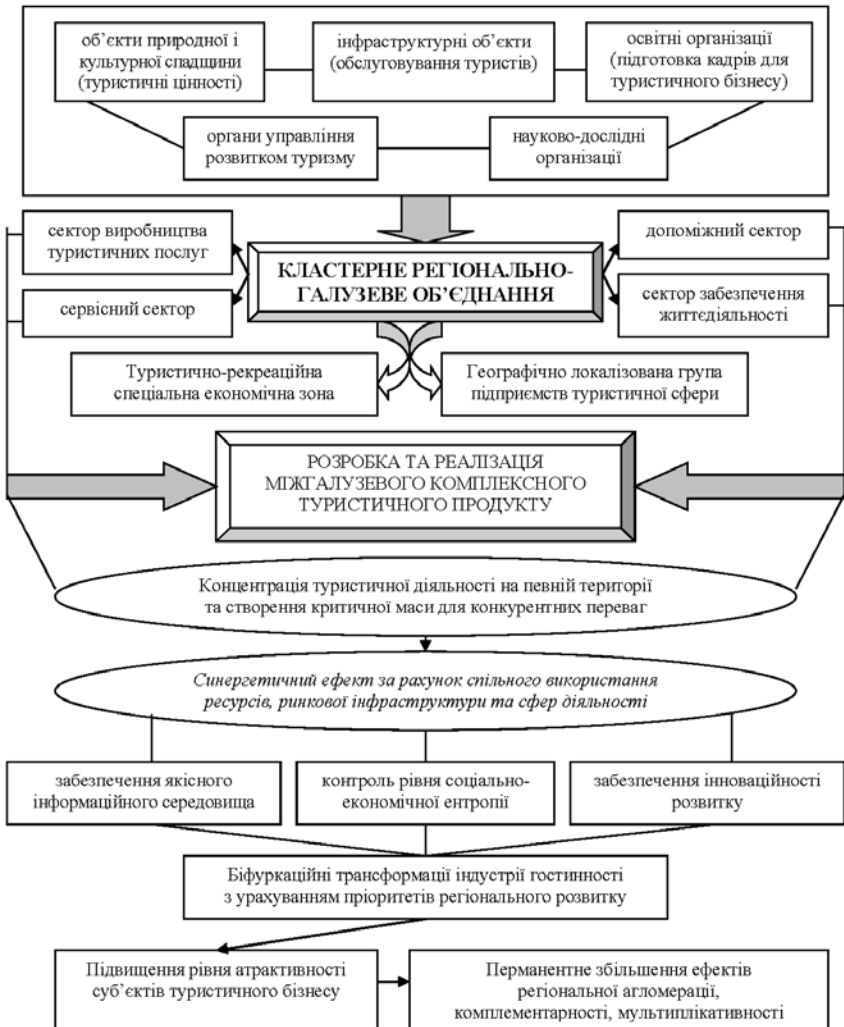 об’єкти природної і
культурної спадщини
(туристичні цінності)
інфраструктурні об’єкти
(обслуговування туристів)
освітні організації
(підготовка кадрів для
туристичного бізнесу)
органи управління
розвитком туризму
науково-дослідні
організації
сектор виробництва
туристичних послуг
допоміжний сектор
КЛАСТЕРНЕ РЕГІОНАЛЬНО-
ГАЛУЗЕВЕ ОБ’ЄДНАННЯ
сервісний сектор
сектор забезпечення
життєдіяльності
Туристично-рекреаційна
спеціальна економічна зона
Географічно локалізована група
підприємств туристичної сфери
РОЗРОБКА ТА РЕАЛІЗАЦІЯ
МІЖГАЛУЗЕВОГО КОМПЛЕКСНОГО
ТУРИСТИЧНОГО ПРОДУКТУ
Концентрація туристичної діяльності на певній території
та створення критичної маси для конкурентних переваг
Синергетичний ефект за рахунок спільного використання
ресурсів, ринкової інфраструктури та сфер діяльності
забезпечення якісного
інформаційного середовища
контроль рівня соціально-
економічної ентропії
забезпечення інноваційності
розвитку
Біфуркаційні трансформації індустрії гостинності
з урахуванням пріоритетів регіонального розвитку
Підвищення рівня атрактивності
суб’єктів туристичного бізнесу
Перманентне збільшення ефектів
регіональної агломерації,
комплементарності, мультиплікативності